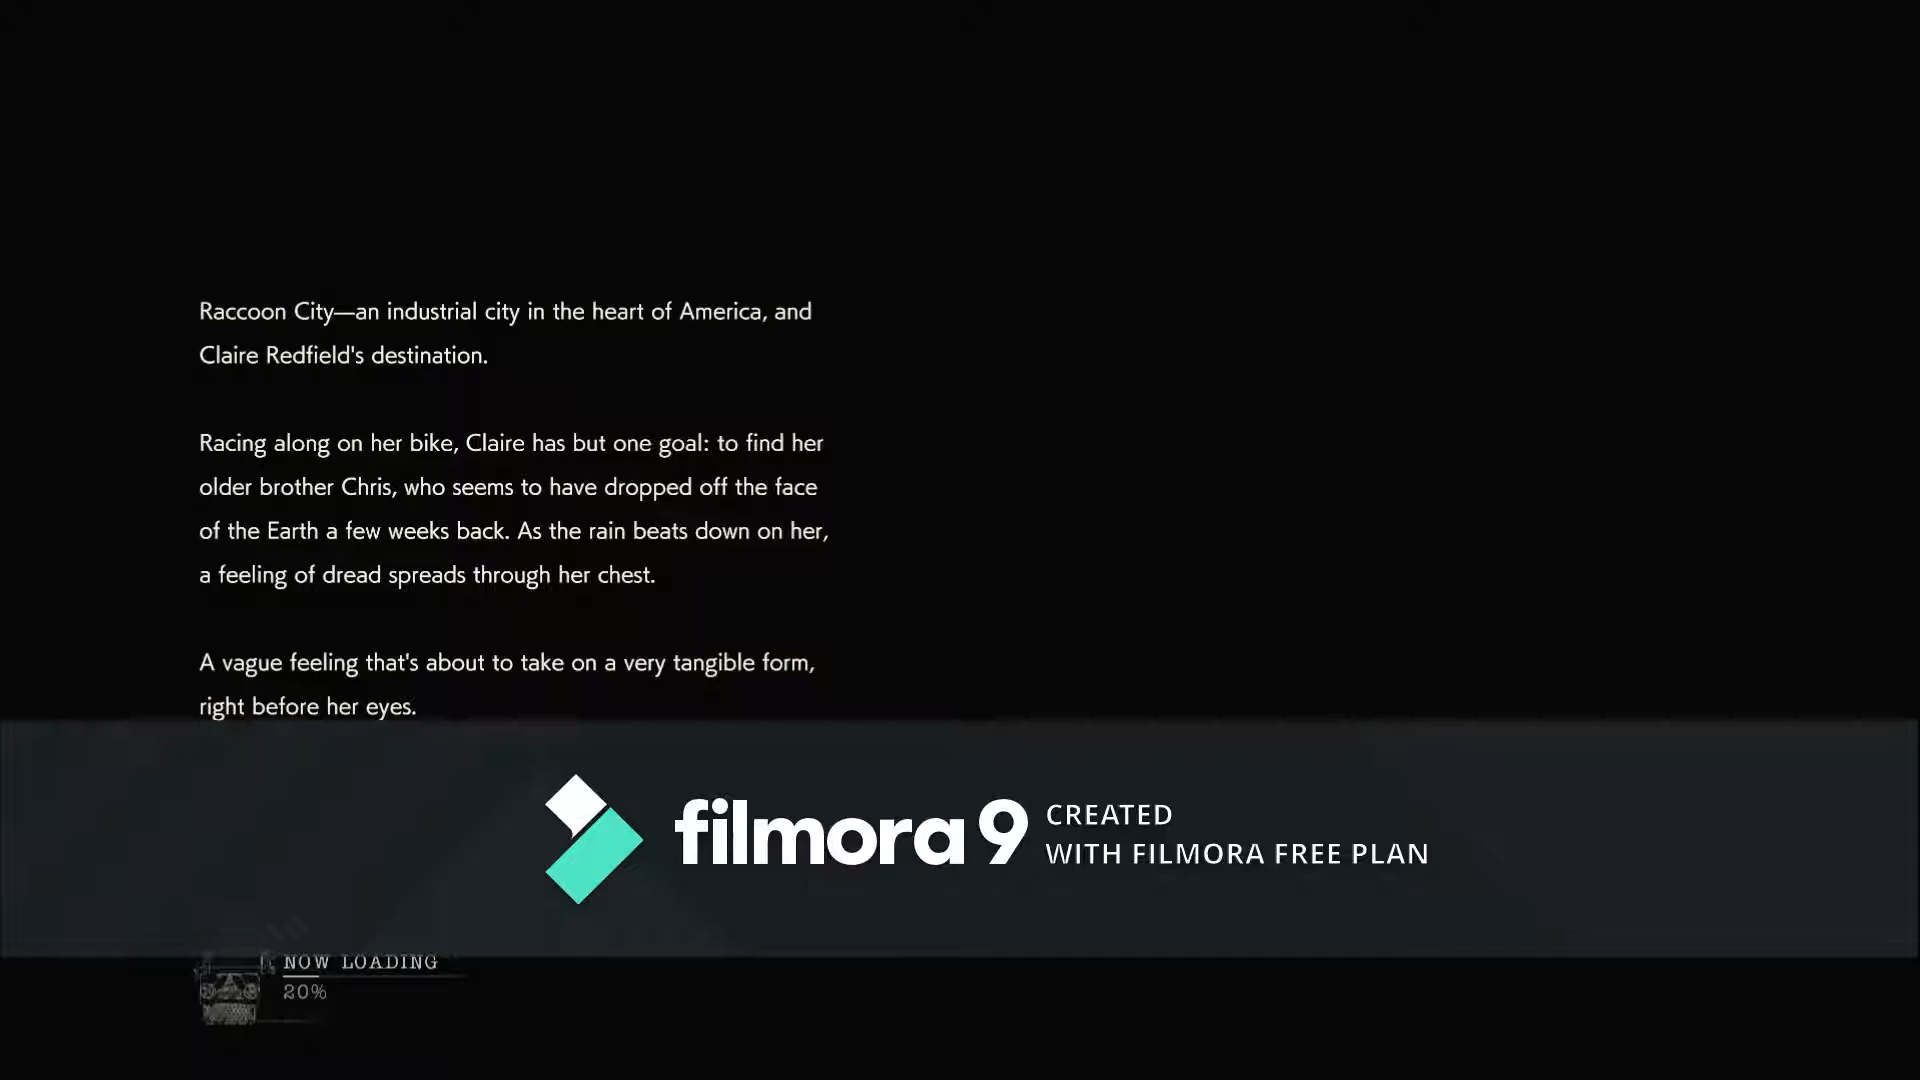 Raccoon City—an industrial city in the heart of America, and
Claire Redfield's destination.
Racing along on her bike, Claire has but one goal: to find her
older brother Chris, who seems to have dropped off the face
of the Earth a few weeks back. As the rain beats down on her,
a feeling of dread spreads through her chest.
A vague feeling that's about to take on a very tangible form,
right before her eyes.
filmora9 CREATED
WITH FILMORA FREE PLAN
NOW LOADING
20%